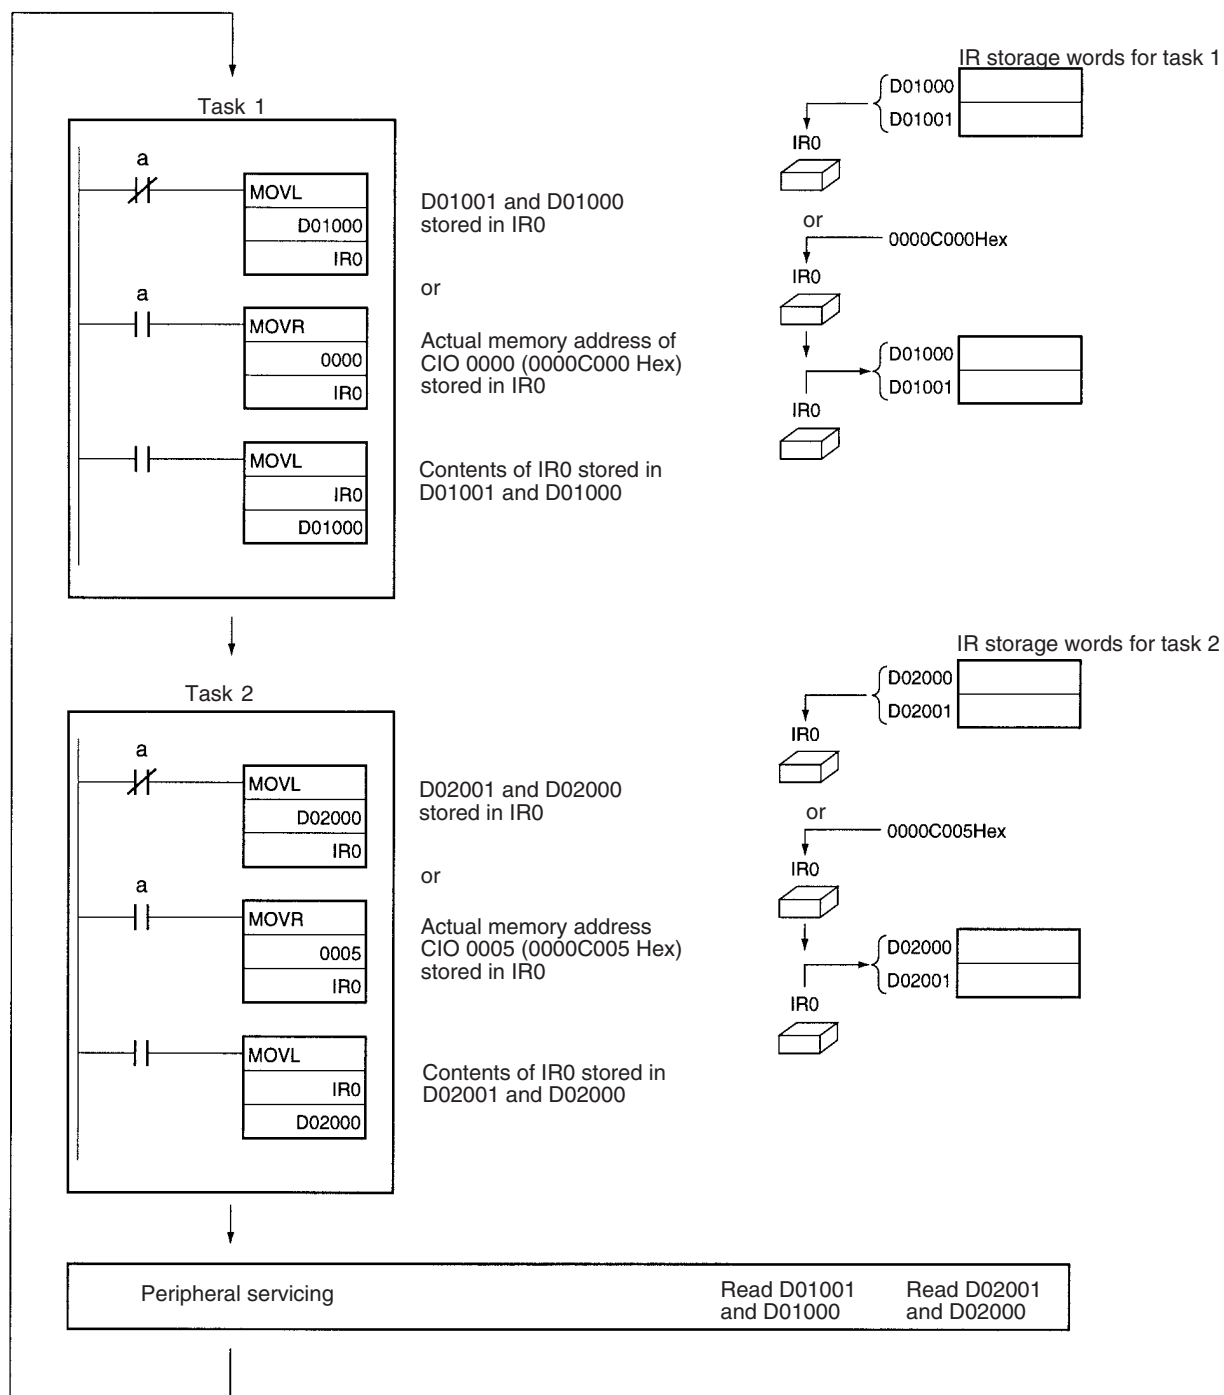 Task 1
a
MOVL
D01000
IR0
D01001 and D01000
stored in IR0
or
a
MOVR
0000
IR0
Actual memory address of
CIO 0000 (0000C000 Hex)
stored in IR0
MOVL
IR0
D01000
Contents of IR0 stored in
D01001 and D01000
IR storage words for task 1
D01000
D01001
IR0
or
0000C000Hex
IR0
D01000
D01001
IR0
Task 2
a
MOVL
D02000
IR0
D02001 and D02000
stored in IR0
or
a
MOVR
0005
IR0
Actual memory address
CIO 0005 (0000C005 Hex)
stored in IR0
MOVL
IR0
D02000
Contents of IR0 stored in
D02001 and D02000
IR storage words for task 2
D02000
D02001
IR0
or
0000C005Hex
IR0
D02000
D02001
IR0
Peripheral servicing
Read D01001
and D01000
Read D02001
and D02000